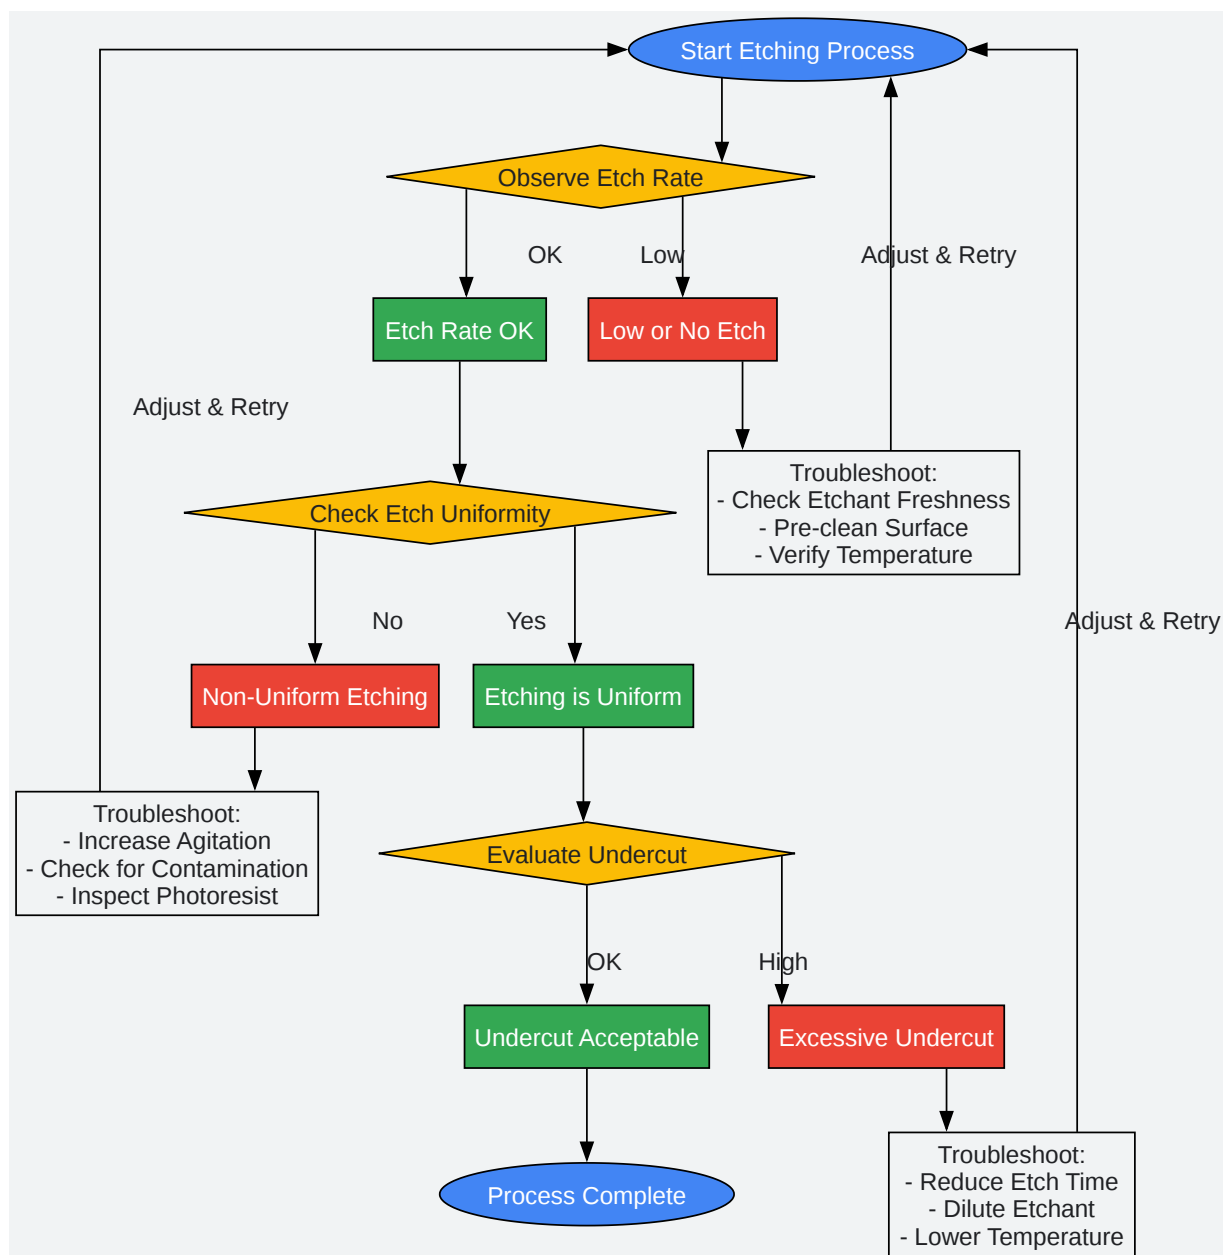 Start Etching Process
Observe Etch Rate
OK
Low
Adjust & Retry
Etch Rate OK
Low or No Etch
Adjust & Retry
Troubleshoot:
- Check Etchant Freshness
- Pre-clean Surface
- Verify Temperature
Check Etch Uniformity
No
Yes
Adjust & Retry
Non-Uniform Etching
Etching is Uniform
Troubleshoot:
- Increase Agitation
- Check for Contamination
- Inspect Photoresist
Evaluate Undercut
OK
High
Undercut Acceptable
Excessive Undercut
Troubleshoot:
- Reduce Etch Time
- Dilute Etchant
- Lower Temperature
Process Complete